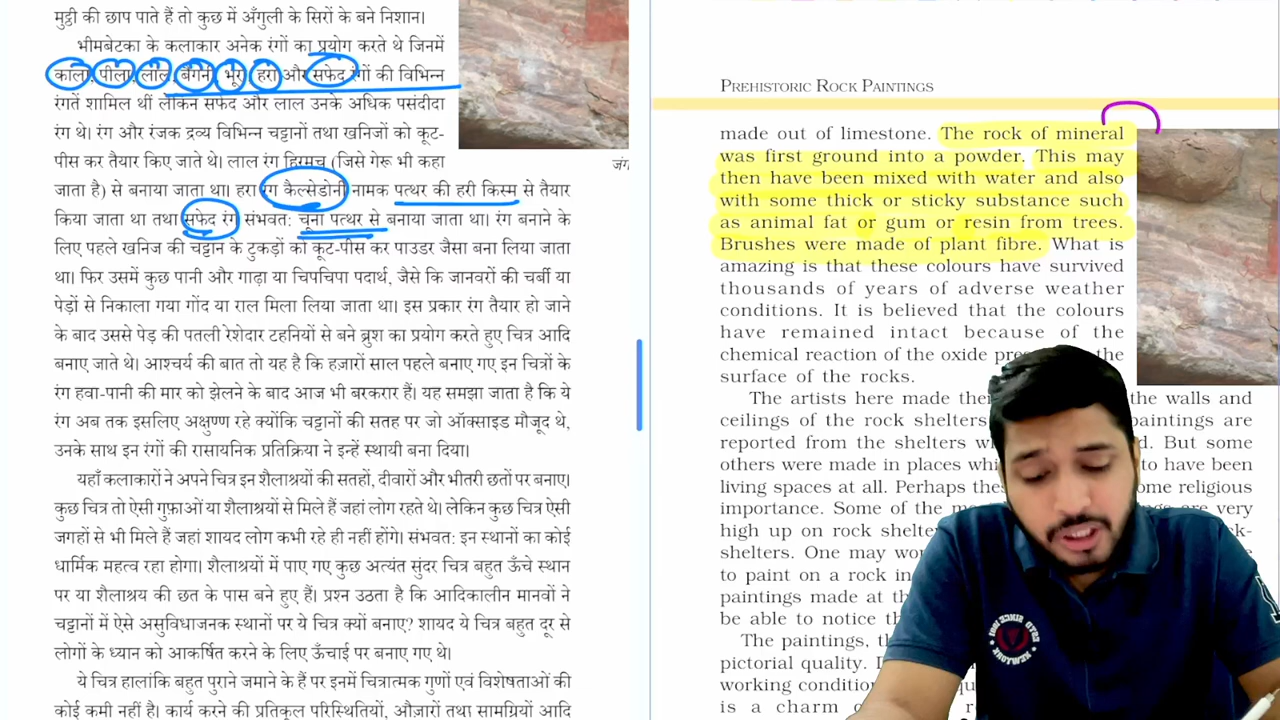 मुट्ठी की छाप पाते हैं तो कुछ में अँगुली के सिरों के बने निशान।
भीमबेटका के कलाकार अनेक रंगों का प्रयोग करते थे जिनमें
काला, पीला, लाल, बैंगनी, भूरा, हरा और सफेद रंगों की विभिन्न
रंगतें शामिल थीं लेकिन सफेद और लाल उनके अधिक पसंदीदा
रंग थे। रंग और रंजक द्रव्य विभिन्न चट्टानों तथा खनिजों को कूट-
पीस कर तैयार किए जाते थे। लाल रंग हिरमच (जिसे गेरू भी कहा
जाता है) से बनाया जाता था। हरा रंग कैल्सेडोनी नामक पत्थर की हरी किस्म से तैयार
किया जाता था तथा सफेद रंग संभवत: चूना पत्थर से बनाया जाता था। रंग बनाने के
लिए पहले खनिज की चट्टान के टुकड़ों को कूट-पीस कर पाउडर जैसा बना लिया जाता
था। फिर उसमें कुछ पानी और गाढ़ा या चिपचिपा पदार्थ, जैसे कि जानवरों की चर्बी या
पेड़ों से निकाला गया गोंद या राल मिला लिया जाता था। इस प्रकार रंग तैयार हो जाने
के बाद उससे पेड़ की पतली रेशेदार टहनियों से बने ब्रुश का प्रयोग करते हुए चित्र आदि
बनाए जाते थे। आश्चर्य की बात तो यह है कि हज़ारों साल पहले बनाए गए इन चित्रों के
रंग हवा-पानी की मार को झेलने के बाद आज भी बरकरार हैं। यह समझा जाता है कि ये
रंग अब तक इसलिए अक्षुण्ण रहे क्योंकि चट्टानों की सतह पर जो ऑक्साइड मौजूद थे,
उनके साथ इन रंगों की रासायनिक प्रतिक्रिया ने इन्हें स्थायी बना दिया।
यहाँ कलाकारों ने अपने चित्र इन शैलाश्रयों की सतहों, दीवारों और भीतरी छतों पर बनाए।
कुछ चित्र तो ऐसी गुफ़ाओं या शैलाश्रयों से मिले हैं जहां लोग रहते थे। लेकिन कुछ चित्र ऐसी
जगहों से भी मिले हैं जहां शायद लोग कभी रहे ही नहीं होंगे। संभवत: इन स्थानों का कोई
धार्मिक महत्व रहा होगा। शैलाश्रयों में पाए गए कुछ अत्यंत सुंदर चित्र बहुत ऊँचे स्थान
पर या शैलाश्रय की छत के पास बने हुए हैं। प्रश्न उठता है कि आदिकालीन मानवों ने
चट्टानों में ऐसे असुविधाजनक स्थानों पर ये चित्र क्यों बनाए? शायद ये चित्र बहुत दूर से
लोगों के ध्यान को आकर्षित करने के लिए ऊँचाई पर बनाए गए थे।
ये चित्र हालांकि बहुत पुराने जमाने के हैं पर इनमें चित्रात्मक गुणों एवं विशेषताओं की
कोई कमी नहीं है। कार्य करने की प्रतिकूल परिस्थितियों, औज़ारों तथा सामग्रियों आदि
PREHISTORIC ROCK PAINTINGS
made out of limestone. The rock of mineral
was first ground into a powder. This may
then have been mixed with water and also
with some thick or sticky substance such
as animal fat or gum or resin from trees.
Brushes were made of plant fibre. What is
amazing is that these colours have survived
thousands of years of adverse weather
conditions. It is believed that the colours
have remained intact because of the
chemical reaction of the oxide the
surface of the rocks.
The artists here made the walls and
ceilings of the rock shelters paintings are
reported from the shelters But some
others were made in places to have been
living spaces at all. Perhaps religious
importance. Some of the are very
high up on rock
shelters. One may
to paint on a rock
paintings made at
be able to notice
The paintings,
pictorial quality.
working
is a charm